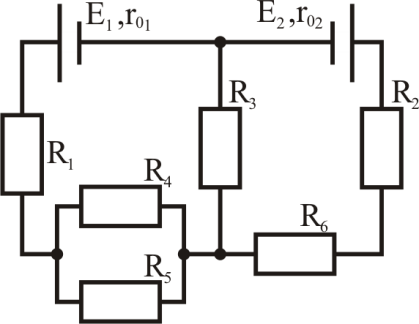 E₁,r₀₁
E₂,r₀₂
R₃
R₂
R₁
R₄
R₆
R₅